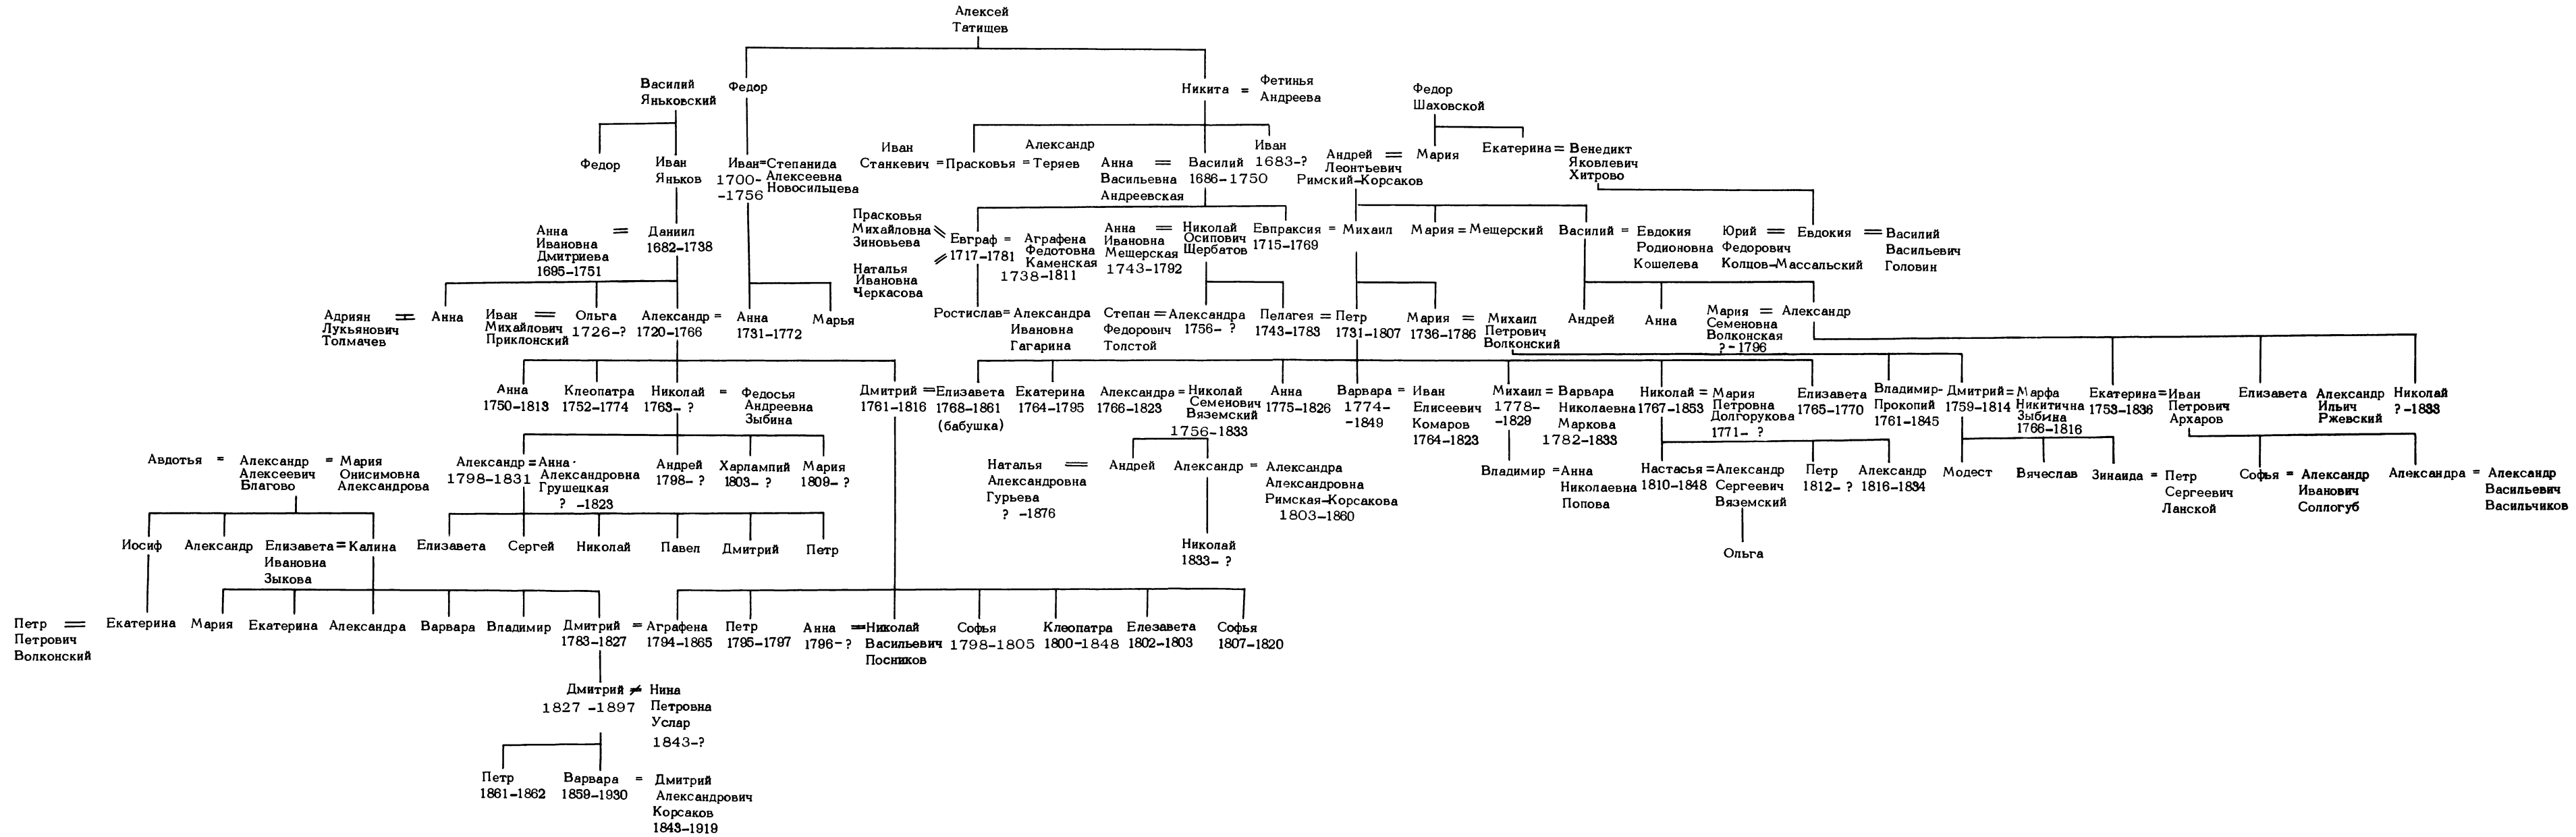 Алексей
Татищев
Василий
Яньковский
Федор
Никита =
Фетинья
Андреева
Федор
Шаховской
Федор
Иван
Яньков
Иван=Степанида
1700- Алексеевна
-1756 Новосильцева
Иван
Станкевич =Прасковья =
Александр
Теряев
Анна =
Васильевна
Андреевская
Василий
1686-1750
Иван
1683-?
Андрей = Мария
Леонтьевич
Римский-Корсаков
Екатерина= Венедикт
Яковлевич
Хитрово
Анна =
Ивановна
Дмитриева
1695-1751
Даниил
1682-1738
Прасковья
Михайловна
Зиновьева
Наталья
Ивановна
Черкасова
Евграф =
1717-1781
Аграфена
Федотовна
Каменская
1738-1811
Анна =
Ивановна
Мещерская
1743-1792
Николай
Осипович
Щербатов
Евпраксия = Михаил
1715-1769
Мария= Мещерский
Василий = Евдокия
Родионовна
Кошелева
Юрий =
Федорович
Колцов-Массальский
Евдокия = Василий
Васильевич
Головин
Адриян =
Лукьянович
Толмачев
Анна
Иван =
Михайлович
Приклонский
Ольга
1726-?
Александр =
1720-1766
Анна
1731-1772
Марья
Ростислав= Александра
Ивановна
Гагарина
Степан =
Федорович
Толстой
Александра
1756- ?
Пелагея =
1743-1783
Петр
1731-1807
Мария =
1736-1786
Михаил
Петрович
Волконский
Андрей
Анна
Мария = Александр
Семеновна
Волконская
? -1796
Анна
1750-1813
Клеопатра
1752-1774
Николай =
1763- ?
Федосья
Андреевна
Зыбина
Дмитрий =
1761-1816
Елизавета
1768-1861
(бабушка)
Екатерина
1764-1795
Александра=
1766-1823
Николай
Семенович
Вяземский
1756-1833
Анна
1775-1826
Варвара =
1774-
-1849
Иван
Елисеевич
Комаров
1764-1823
Михаил =
1778-
-1829
Варвара
Николаевна
Маркова
1782-1833
Николай =
1767-1853
Мария
Петровна
Долгорукова
1771- ?
Елизавета
1765-1770
Владимир-
Прокопий
1761-1845
Дмитрий=
1759-1814
Марфа
Никитична
Зыбина
1766-1816
Екатерина=
1753-1836
Иван
Петрович
Архаров
Елизавета
Александр
Ильич
Ржевский
Николай
? -1833
Авдотья =
Александр =
Алексеевич
Благово
Мария
Онисимовна
Александрова
Александр =
1798-1831
Анна
Александровна
Грушецкая
? -1823
Андрей
1798- ?
Харлампий
1803- ?
Мария
1809- ?
Наталья =
Александровна
Гурьева
? -1876
Андрей
Александр =
Александра
Александровна
Римская-Корсакова
1803-1860
Владимир =
Анна
Николаевна
Попова
Настасья =
1810-1848
Александр
Сергеевич
Вяземский
Петр
1812- ?
Александр
1816-1834
Модест
Вячеслав
Зинаида =
Петр
Сергеевич
Ланской
Софья =
Александр
Иванович
Соллогуб
Александра =
Александр
Васильевич
Васильчиков
Иосиф
Александр
Елизавета=
Ивановна
Зыкова
Калина
Елизавета
Сергей
Николай
Павел
Дмитрий
Петр
Николай
1833- ?
Ольга
Петр =
Петрович
Волконский
Екатерина
Мария
Екатерина
Александра
Варвара
Владимир
Дмитрий =
1783-1827
Аграфена
1794-1865
Петр
1795-1797
Анна =
1796-?
Николай
Васильевич
Посников
Софья
1798-1805
Клеопатра
1800-1848
Елезавета
1802-1803
Софья
1807-1820
Дмитрий ≠
1827 -1897
Нина
Петровна
Услар
1843-?
Петр
1861-1862
Варвара =
1859-1930
Дмитрий
Александрович
Корсаков
1843-1919